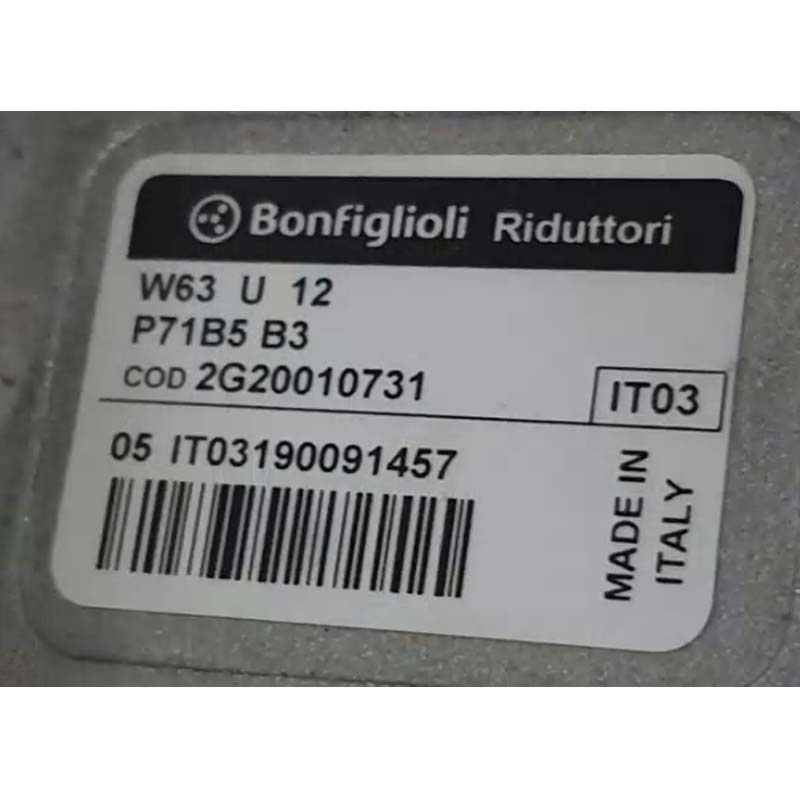 Bonfiglioli Riduttori
W63 U 12
P71B5 B3
COD 2G20010731
IT03
05 IT03190091457
MADE IN
ITALY